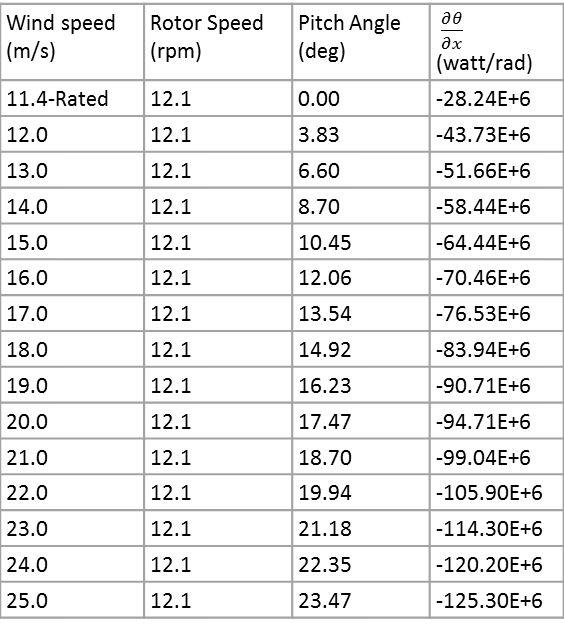 Wind speed (m/s) Rotor Speed (rpm) Pitch Angle (deg) ∂θ/∂x (watt/rad)
11.4-Rated 12.1 0.00 -28.24E+6
12.0 12.1 3.83 -43.73E+6
13.0 12.1 6.60 -51.66E+6
14.0 12.1 8.70 -58.44E+6
15.0 12.1 10.45 -64.44E+6
16.0 12.1 12.06 -70.46E+6
17.0 12.1 13.54 -76.53E+6
18.0 12.1 14.92 -83.94E+6
19.0 12.1 16.23 -90.71E+6
20.0 12.1 17.47 -94.71E+6
21.0 12.1 18.70 -99.04E+6
22.0 12.1 19.94 -105.90E+6
23.0 12.1 21.18 -114.30E+6
24.0 12.1 22.35 -120.20E+6
25.0 12.1 23.47 -125.30E+6